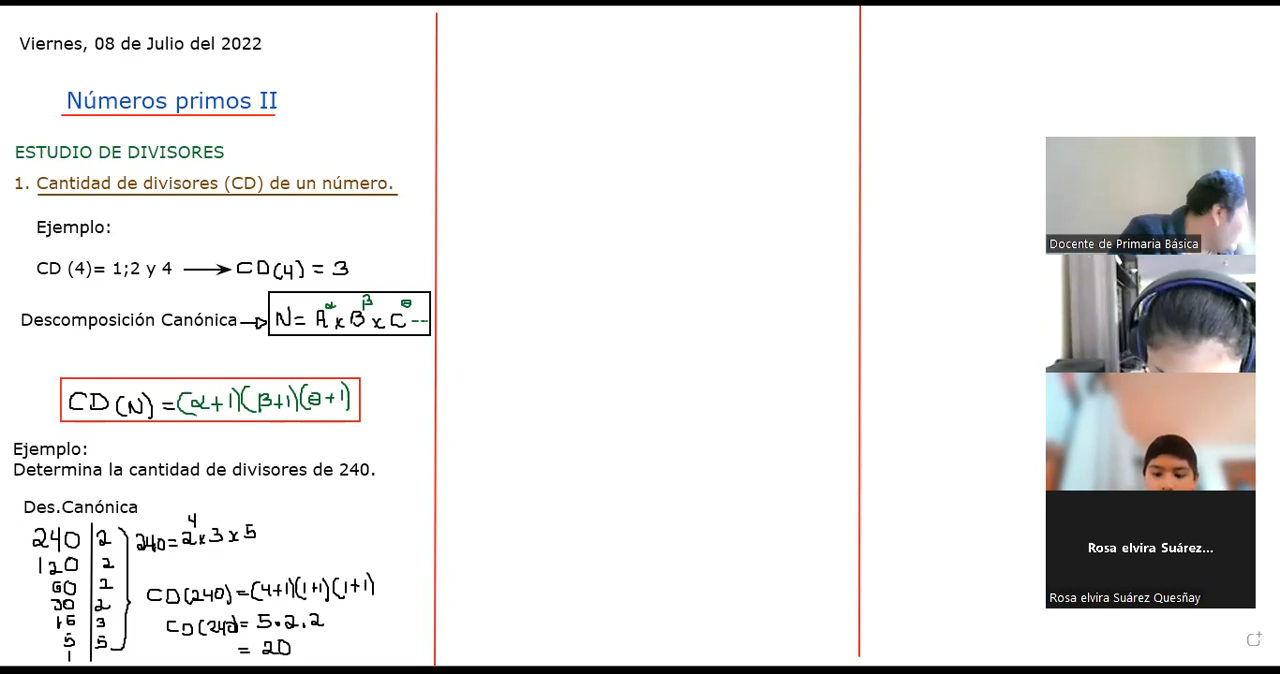 Viernes, 08 de Julio del 2022
Números primos II
ESTUDIO DE DIVISORES
1. Cantidad de divisores (CD) de un número.
Ejemplo:
CD (4)= 1;2 y 4 → CD(4) = 3
Descomposición Canónica → N = A^α x B^β x C^θ ---
CD(N) = (α+1)(β+1)(θ+1)
Ejemplo:
Determina la cantidad de divisores de 240.
Des.Canónica
240 | 2
120 | 2
60 | 2
30 | 2
15 | 3
5 | 5
1
240 = 2^4 x 3 x 5
CD(240) = (4+1)(1+1)(1+1)
CD(240) = 5.2.2
= 20
Docente de Primaria Básica
Rosa elvira Suárez...
Rosa elvira Suárez Quesñay